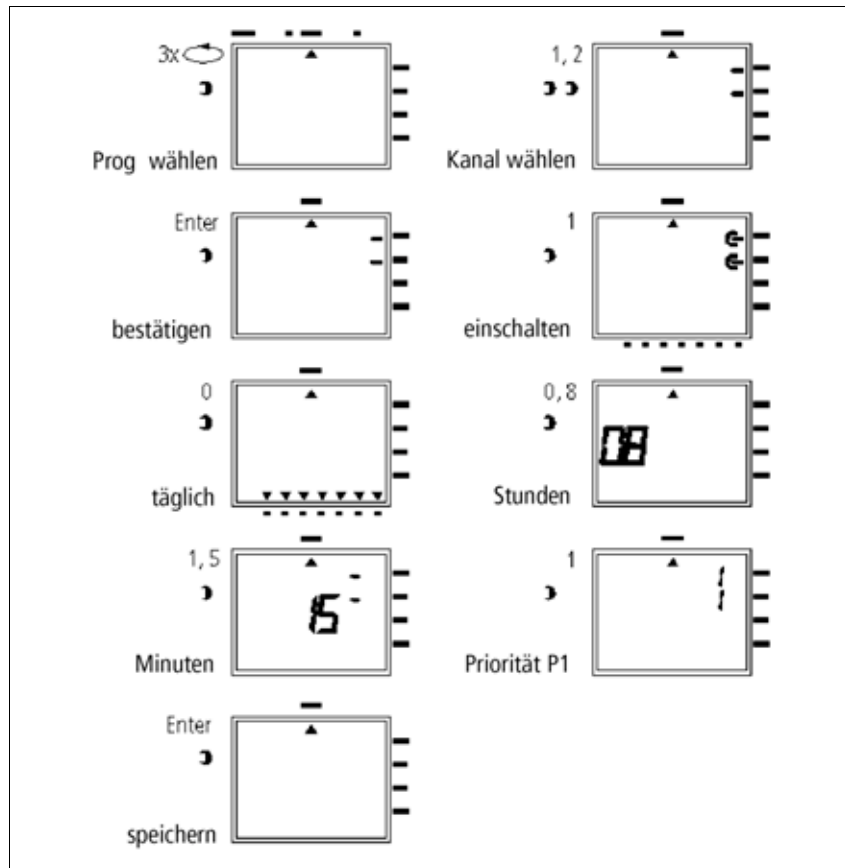 3x
Prog wählen
1, 2
Kanal wählen
Enter
bestätigen
1
einschalten
0
täglich
0, 8
08
Stunden
1, 5
15
Minuten
1
1
Priorität P1
Enter
speichern